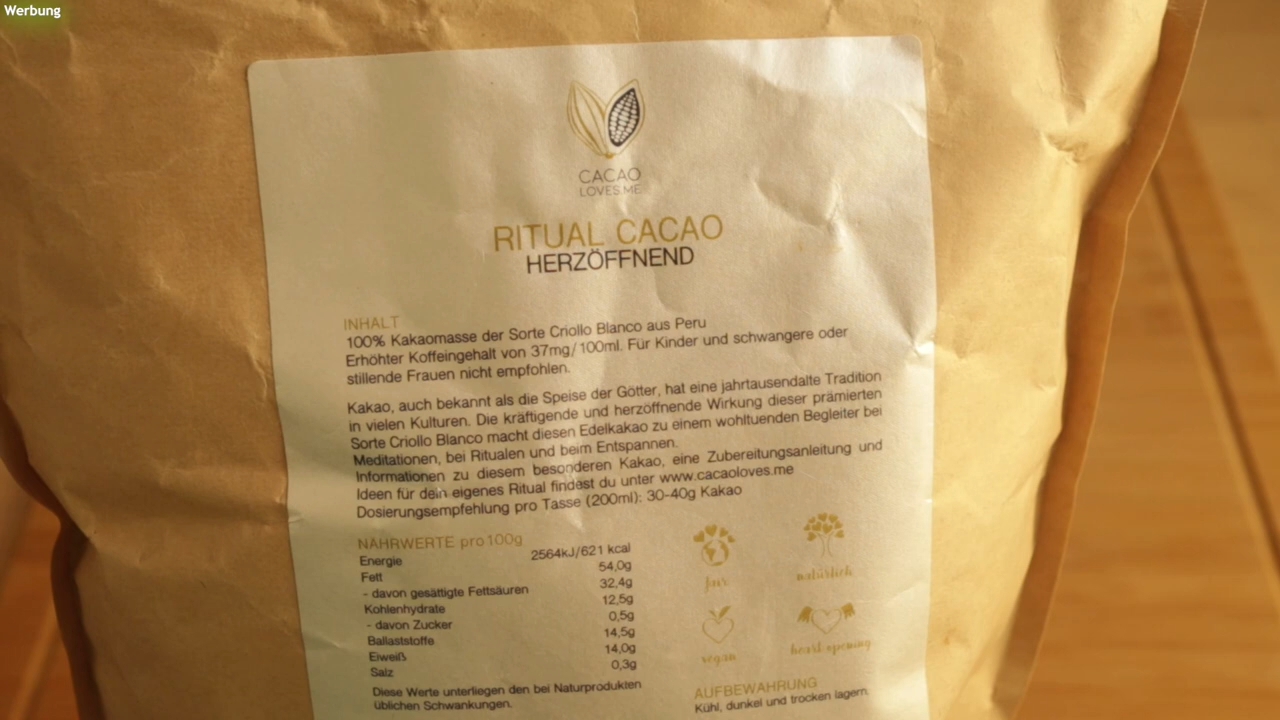 Werbung
CACAO
LOVES.ME
RITUAL CACAO
HERZÖFFNEND
INHALT
100% Kakaomasse der Sorte Criollo Blanco aus Peru
Erhöhter Koffeingehalt von 37mg/100ml. Für Kinder und schwangere oder
stillende Frauen nicht empfohlen.
Kakao, auch bekannt als die Speise der Götter, hat eine jahrtausendalte Tradition
in vielen Kulturen. Die kräftigende und herzöffnende Wirkung dieser prämierten
Sorte Criollo Blanco macht diesen Edelkakao zu einem wohltuenden Begleiter bei
Meditationen, bei Ritualen und beim Entspannen.
Informationen zu diesem besonderen Kakao, eine Zubereitungsanleitung und
Ideen für dein eigenes Ritual findest du unter www.cacaoloves.me
Dosierungsempfehlung pro Tasse (200ml): 30-40g Kakao
NÄHRWERTE pro100g
Energie 2564kJ/621 kcal
Fett 54,0g
- davon gesättigte Fettsäuren 32,4g
Kohlenhydrate 12,5g
- davon Zucker 0,5g
Ballaststoffe 14,5g
Eiweiß 14,0g
Salz 0,3g
Diese Werte unterliegen den bei Naturprodukten
üblichen Schwankungen.
fair
natürlich
vegan
heart opening
AUFBEWAHRUNG
Kühl, dunkel und trocken lagern.